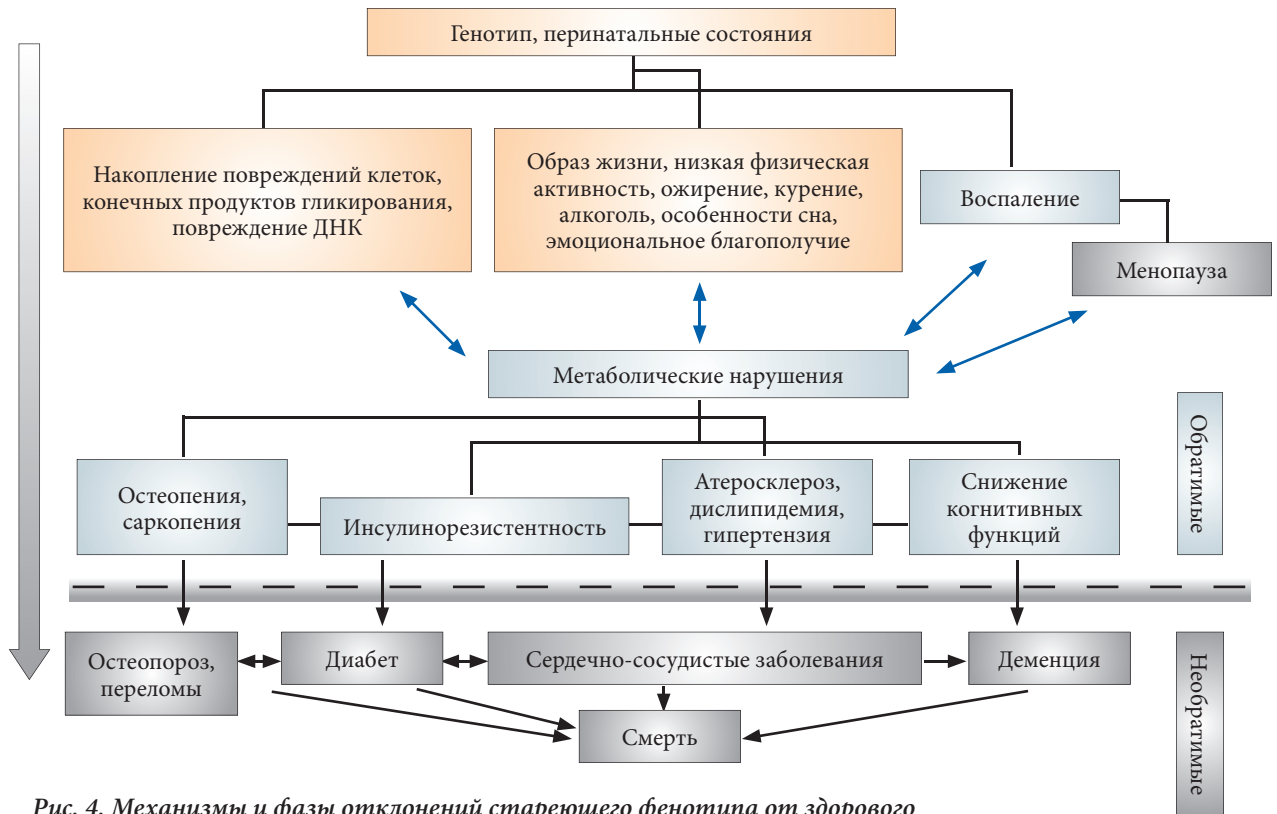 Генотип, перинатальные состояния
Накопление повреждений клеток,
конечных продуктов гликирования,
повреждение ДНК
Образ жизни, низкая физическая
активность, ожирение, курение,
алкоголь, особенности сна,
эмоциональное благополучие
Воспаление
Менопауза
Метаболические нарушения
Обратимые
Остеопения,
саркопения
Инсулинорезистентность
Атеросклероз,
дислипидемия,
гипертензия
Снижение
когнитивных
функций
Остеопороз,
переломы
Диабет
Сердечно-сосудистые заболевания
Деменция
Необратимые
Смерть
Рис. 4. Механизмы и фазы отклонений стареющего фенотипа от здорового